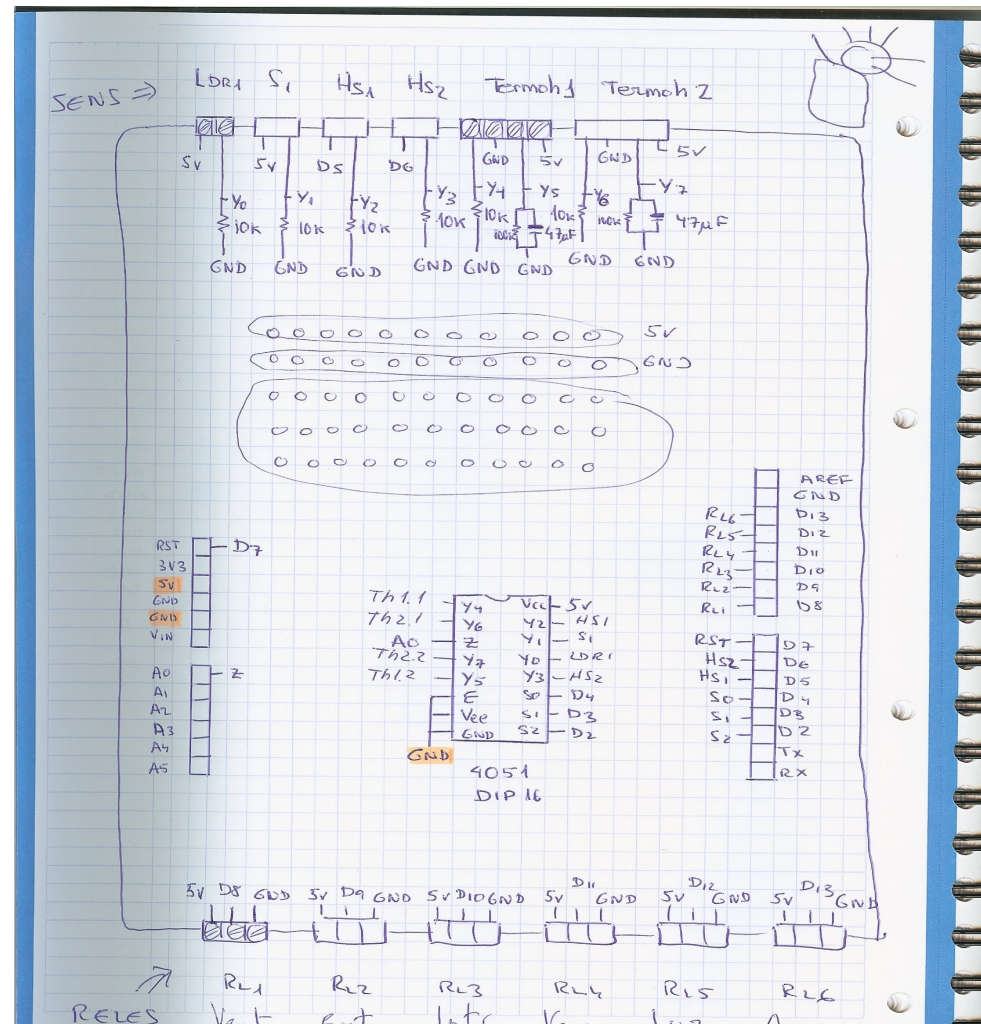 SENS ⇒ LDR1 S1 HS1 HS2 Termoh1 Termoh2
5V 5V D5 D6 GND 5V GND 5V
Y0 Y1 Y2 Y3 Y4 Y5 Y6 Y7
10K 10K 10K 10K 10K 100K 47µF 10K 100K 47µF
GND GND GND GND GND GND GND GND
5V
GND
AREF
GND
RL6 D13
RL5 D12
RL4 D11
RL3 D10
RL2 D9
RL1 D8
RST D7
3V3
5V
GND
GND
VIN
A0 Z
A1
A2
A3
A4
A5
Th1.1 Y4 Vcc 5V
Th2.1 Y6 Y2 HS1
A0 Z Y1 S1
Th2.2 Y7 Y0 LDR1
Th1.2 Y5 Y3 HS2
E S0 D4
Vee S1 D3
GND S2 D2
GND
4051
DIP 16
RST D7
HS2 D6
HS1 D5
S0 D4
S1 D3
S2 D2
Tx
RX
5V D8 GND 5V D9 GND 5V D10 GND 5V D11 GND 5V D12 GND 5V D13 GND
RL1 RL2 RL3 RL4 RL5 RL6
RELES